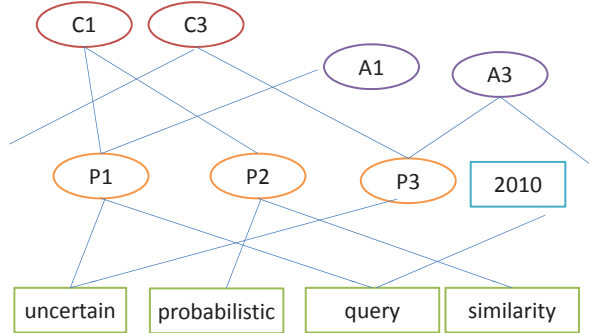 C1
C3
A1
A3
P1
P2
P3
2010
uncertain
probabilistic
query
similarity